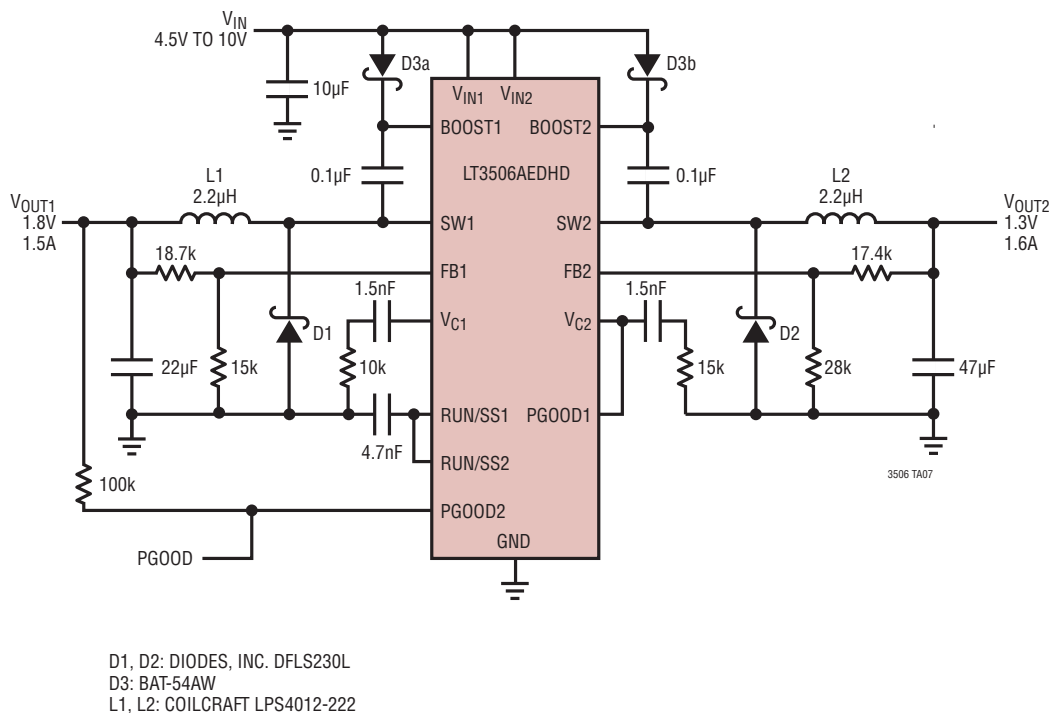 VIN
4.5V TO 10V
D3a
D3b
10µF
VIN1 VIN2
BOOST1 BOOST2
LT3506AEDHD
0.1µF 0.1µF
L1
2.2µH
L2
2.2µH
VOUT1
1.8V
1.5A
SW1 SW2
VOUT2
1.3V
1.6A
18.7k 17.4k
FB1 FB2
1.5nF 1.5nF
VC1 VC2
D1 D2
22µF 15k 10k 15k 28k 47µF
RUN/SS1 PGOOD1
4.7nF
RUN/SS2
3506 TA07
100k
PGOOD2
GND
PGOOD
D1, D2: DIODES, INC. DFLS230L
D3: BAT-54AW
L1, L2: COILCRAFT LPS4012-222